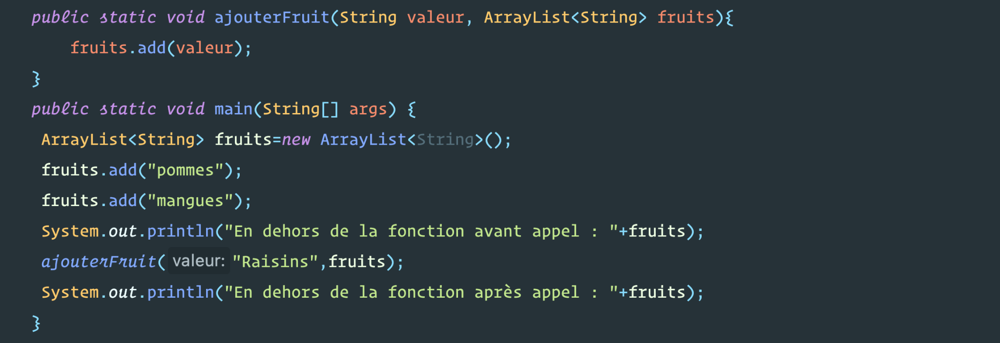 public static void ajouterFruit(String valeur, ArrayList<String> fruits){
fruits.add(valeur);
}
public static void main(String[] args) {
ArrayList<String> fruits=new ArrayList<String>();
fruits.add("pommes");
fruits.add("mangues");
System.out.println("En dehors de la fonction avant appel : "+fruits);
ajouterFruit( valeur: "Raisins",fruits);
System.out.println("En dehors de la fonction après appel : "+fruits);
}